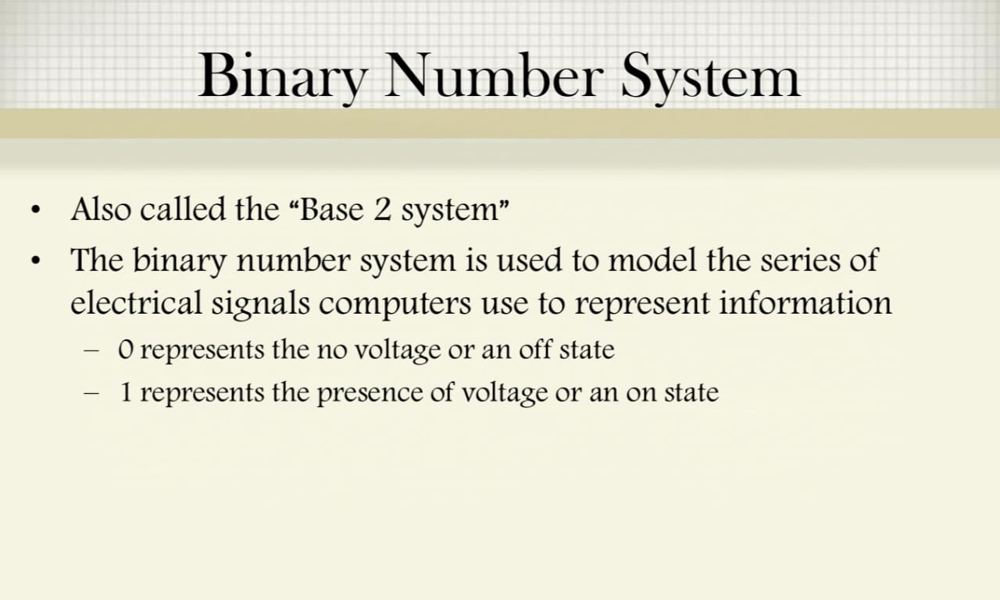 Binary Number System
• Also called the “Base 2 system”
• The binary number system is used to model the series of
electrical signals computers use to represent information
– 0 represents the no voltage or an off state
– 1 represents the presence of voltage or an on state